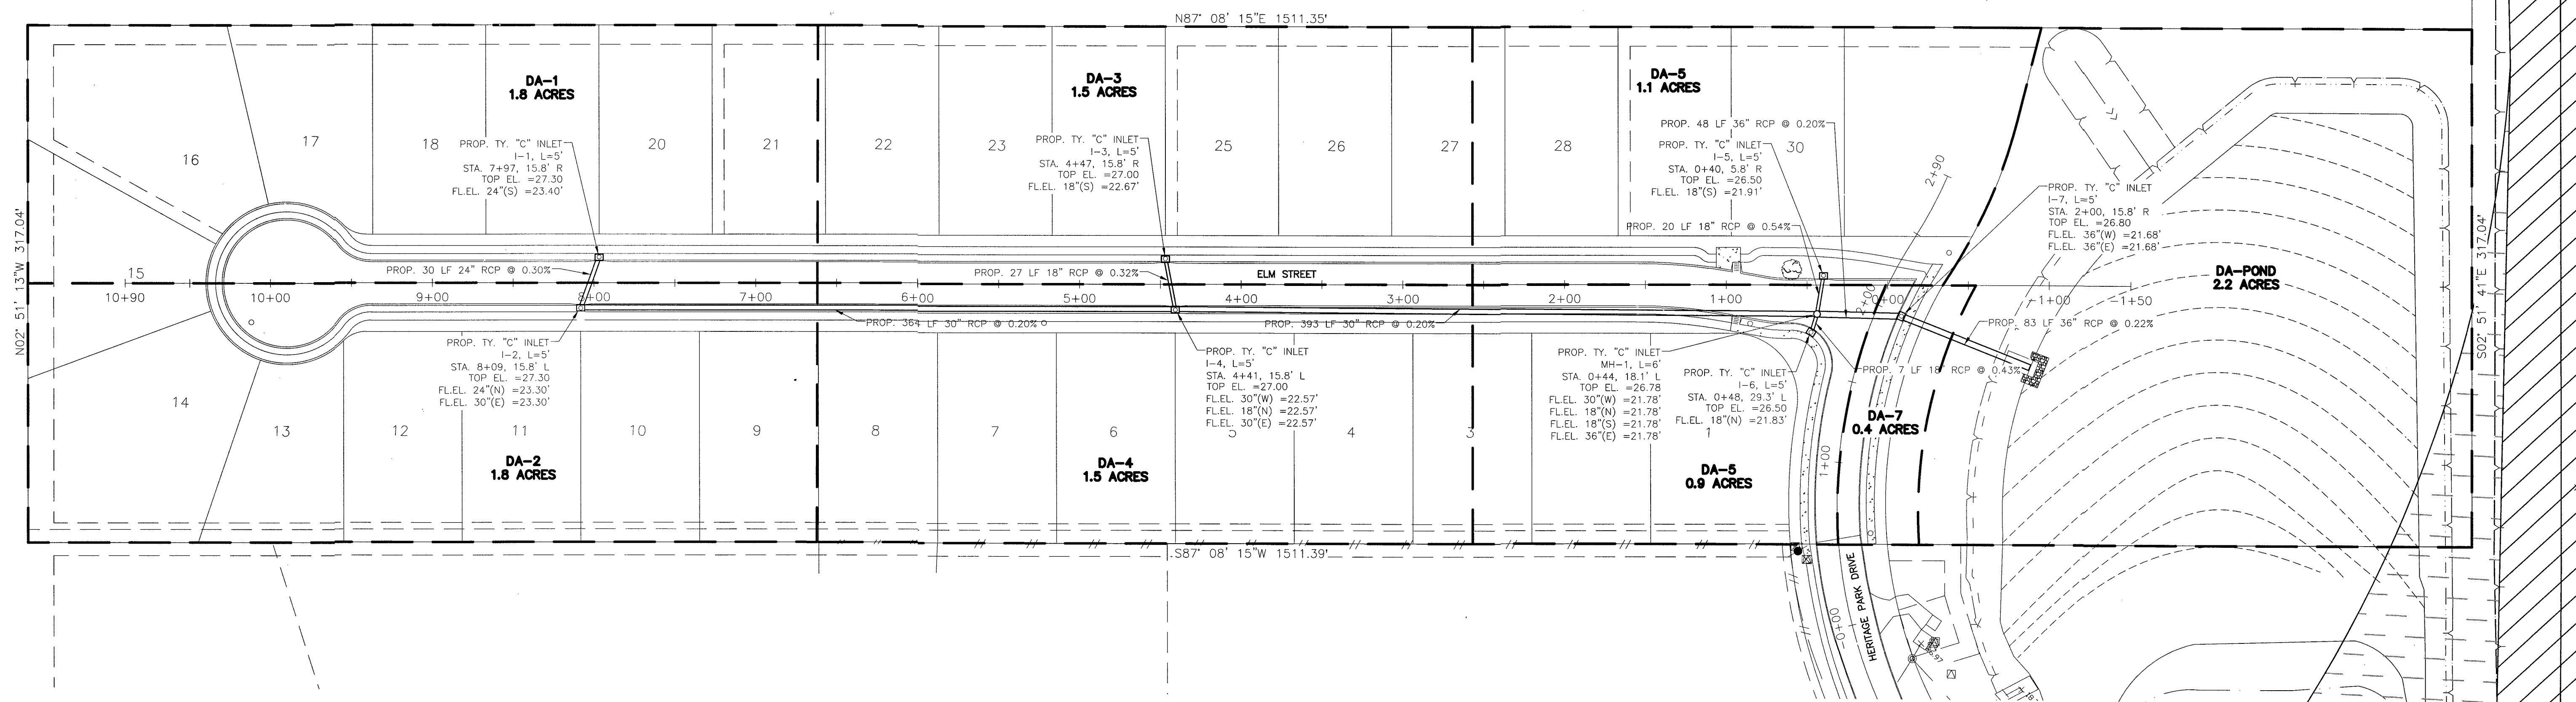 N87° 08' 15"E 1511.35'
DA-1
1.8 ACRES
DA-3
1.5 ACRES
DA-5
1.1 ACRES
16
17
18
20
21
22
23
25
26
27
28
30
PROP. TY. "C" INLET
I-1, L=5'
STA. 7+97, 15.8' R
TOP EL. =27.30
FL.EL. 24"(S) =23.40'
PROP. TY. "C" INLET
I-3, L=5'
STA. 4+47, 15.8' R
TOP EL. =27.00
FL.EL. 18"(S) =22.67'
PROP. 48 LF 36" RCP @ 0.20%
PROP. TY. "C" INLET
I-5, L=5'
STA. 0+40, 5.8' R
TOP EL. =26.50
FL.EL. 18"(S) =21.91'
PROP. 20 LF 18" RCP @ 0.54%
2+90
PROP. TY. "C" INLET
I-7, L=5'
STA. 2+00, 15.8' R
TOP EL. =26.80
FL.EL. 36"(W) =21.68'
FL.EL. 36"(E) =21.68'
DA-POND
2.2 ACRES
N02° 51' 13"W 317.04'
S02° 51' 41"E 317.04'
15
PROP. 30 LF 24" RCP @ 0.30%
PROP. 27 LF 18" RCP @ 0.32%
ELM STREET
10+90
10+00
9+00
8+00
7+00
6+00
5+00
4+00
3+00
2+00
1+00
0+00
2+00
-1+00
-1+50
PROP. 364 LF 30" RCP @ 0.20%
PROP. 393 LF 30" RCP @ 0.20%
PROP. 83 LF 36" RCP @ 0.22%
PROP. 7 LF 18" RCP @ 0.43%
PROP. TY. "C" INLET
I-2, L=5'
STA. 8+09, 15.8' L
TOP EL. =27.30
FL.EL. 24"(N) =23.30'
FL.EL. 30"(E) =23.30'
PROP. TY. "C" INLET
I-4, L=5'
STA. 4+41, 15.8' L
TOP EL. =27.00
FL.EL. 30"(W) =22.57'
FL.EL. 18"(N) =22.57'
FL.EL. 30"(E) =22.57'
PROP. TY. "C" INLET
MH-1, L=6'
STA. 0+44, 18.1' L
TOP EL. =26.78
FL.EL. 30"(W) =21.78'
FL.EL. 18"(N) =21.78'
FL.EL. 18"(S) =21.78'
FL.EL. 36"(E) =21.78'
PROP. TY. "C" INLET
I-6, L=5'
STA. 0+48, 29.3' L
TOP EL. =26.50
FL.EL. 18"(N) =21.83'
14
13
12
11
10
9
8
7
6
5
4
3
1
DA-2
1.8 ACRES
DA-4
1.5 ACRES
DA-5
0.9 ACRES
DA-7
0.4 ACRES
1+00
S87° 08' 15"W 1511.39'
-0+00
HERITAGE PARK DRIVE